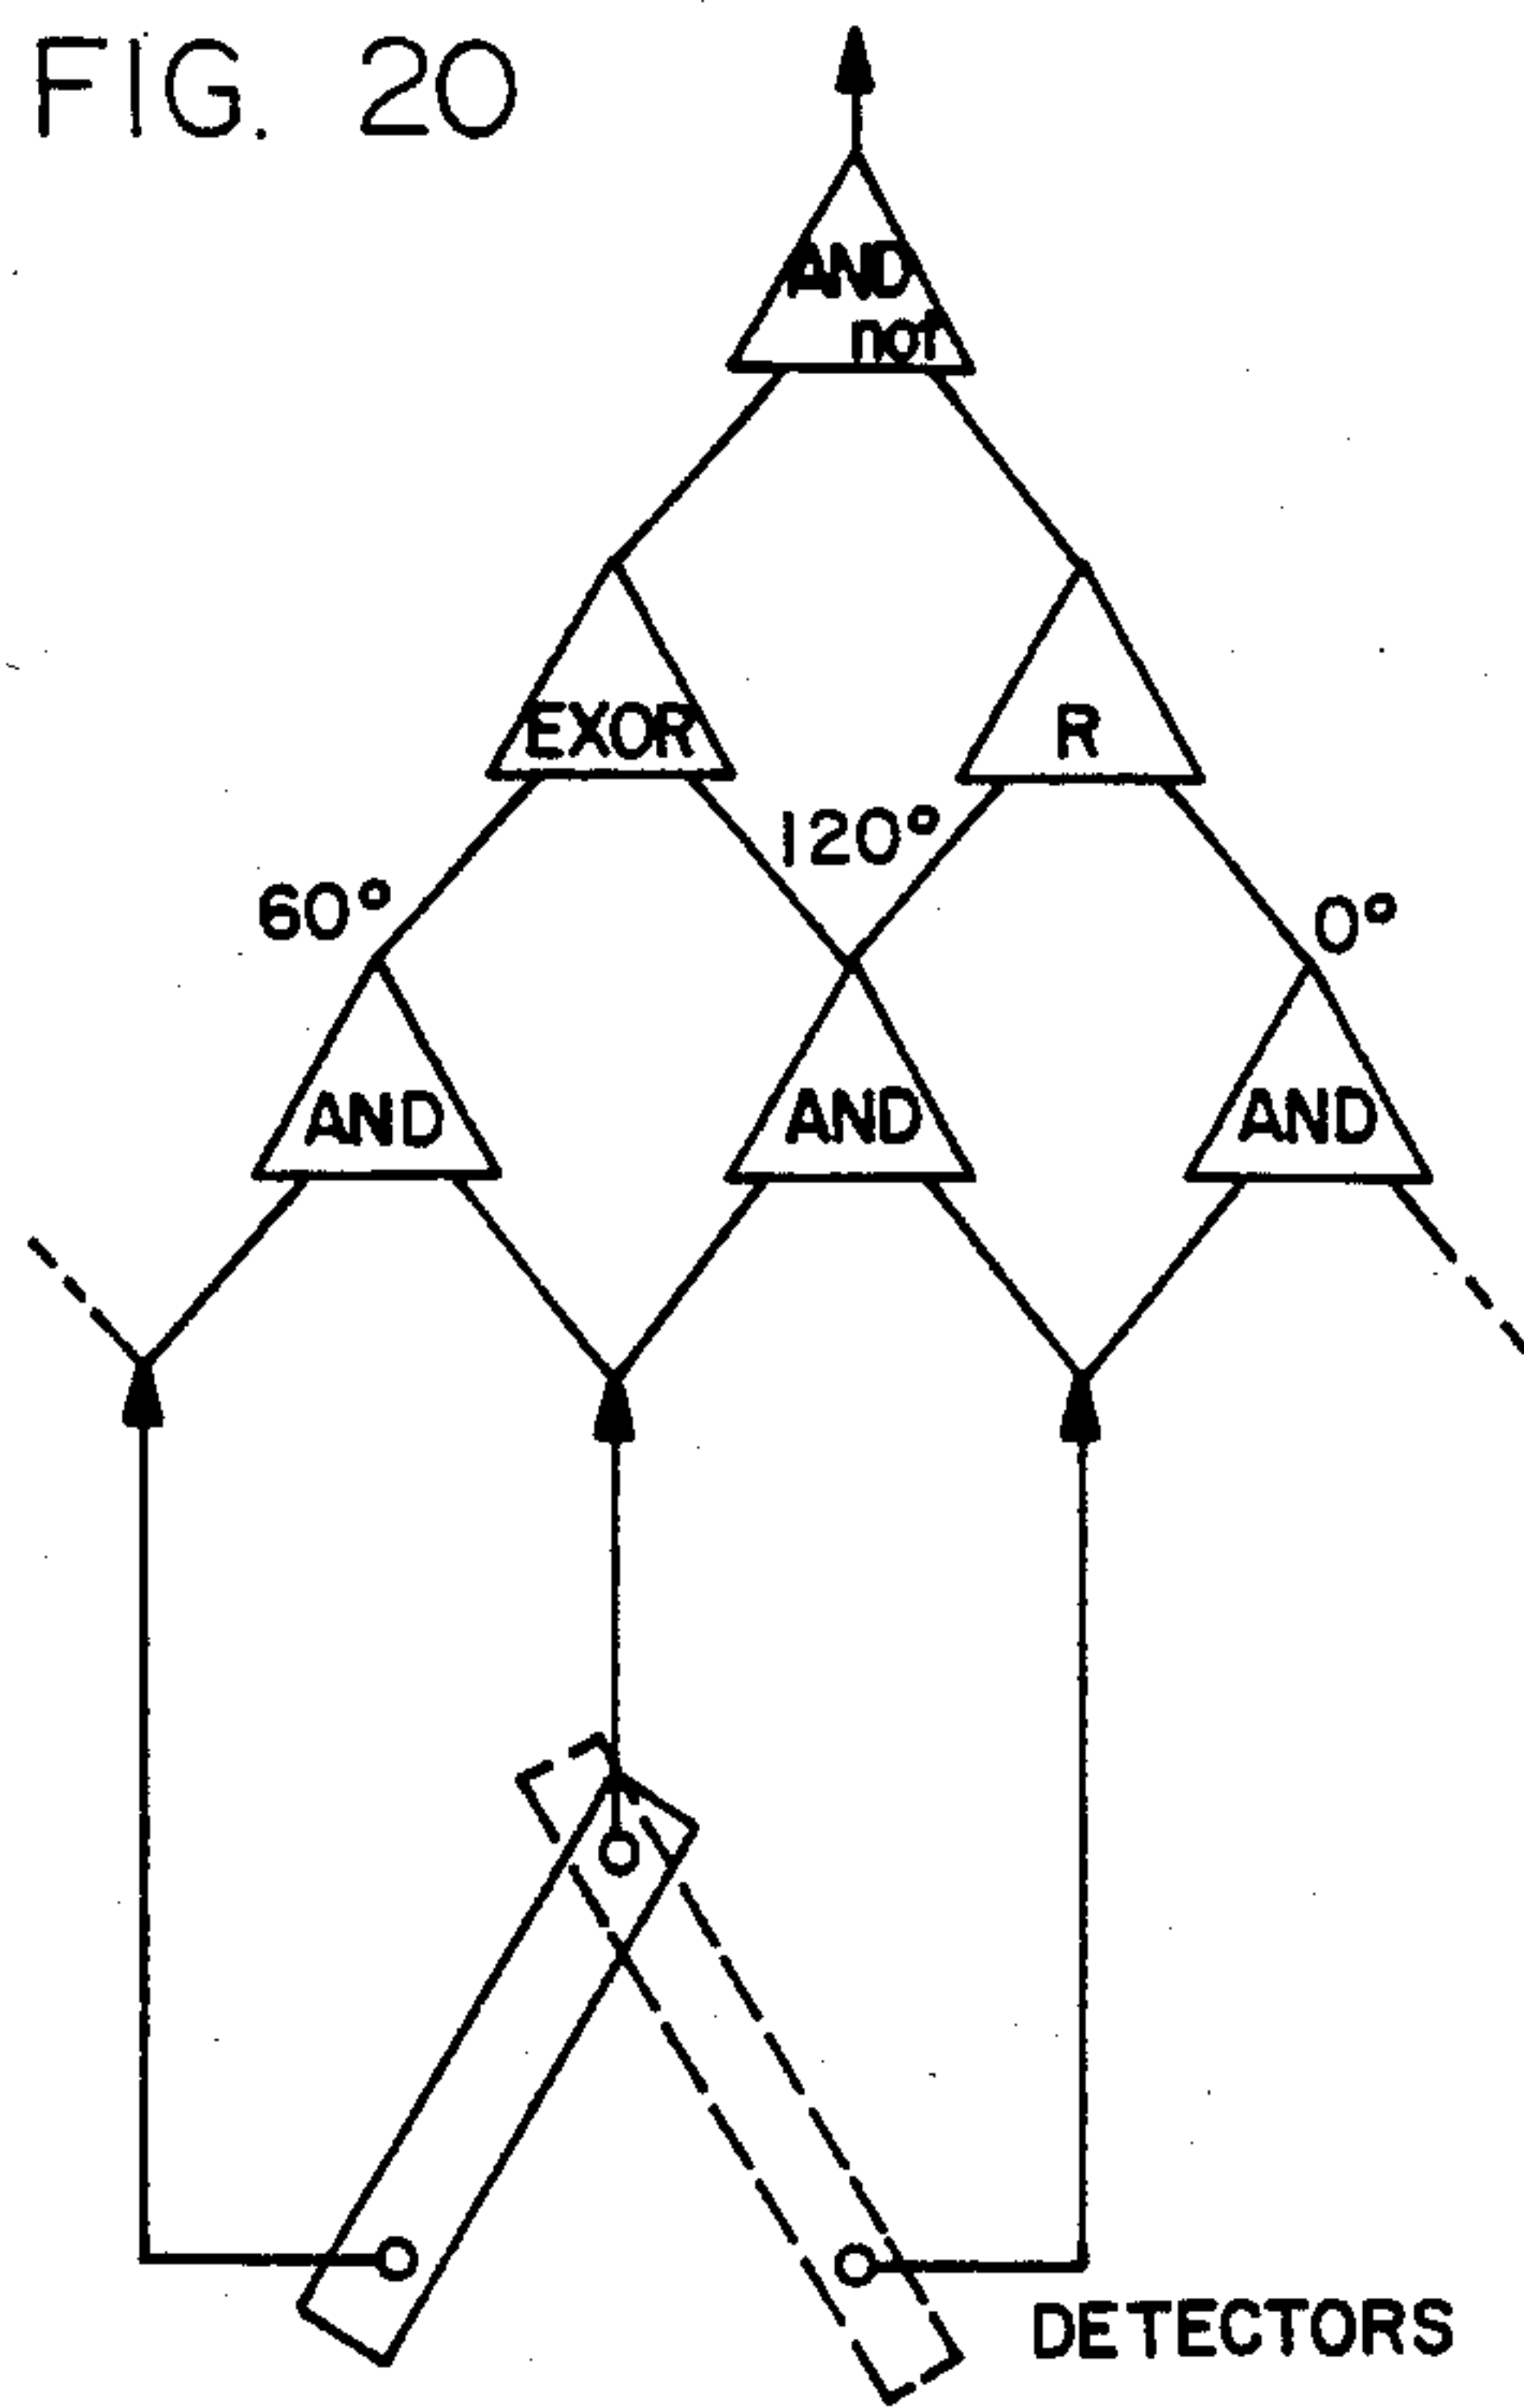 FIG. 20
AND
not
EXOR
R
120°
60°
0°
AND
AND
AND
DETECTORS